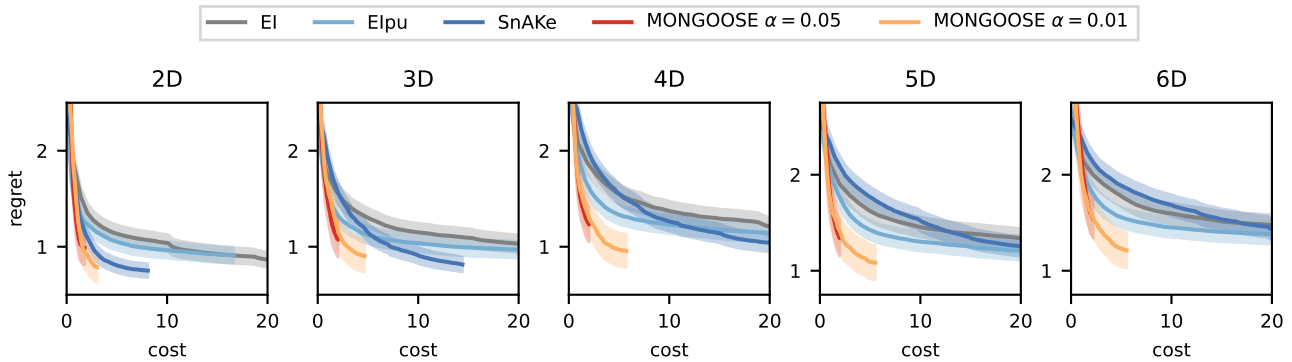 EI EIpu SnAKe MONGOOSE α = 0.05 MONGOOSE α = 0.01
2D 3D 4D 5D 6D
regret
2 2 2 2 2
1 1 1 1 1
0 10 20 0 10 20 0 10 20 0 10 20 0 10 20
cost cost cost cost cost